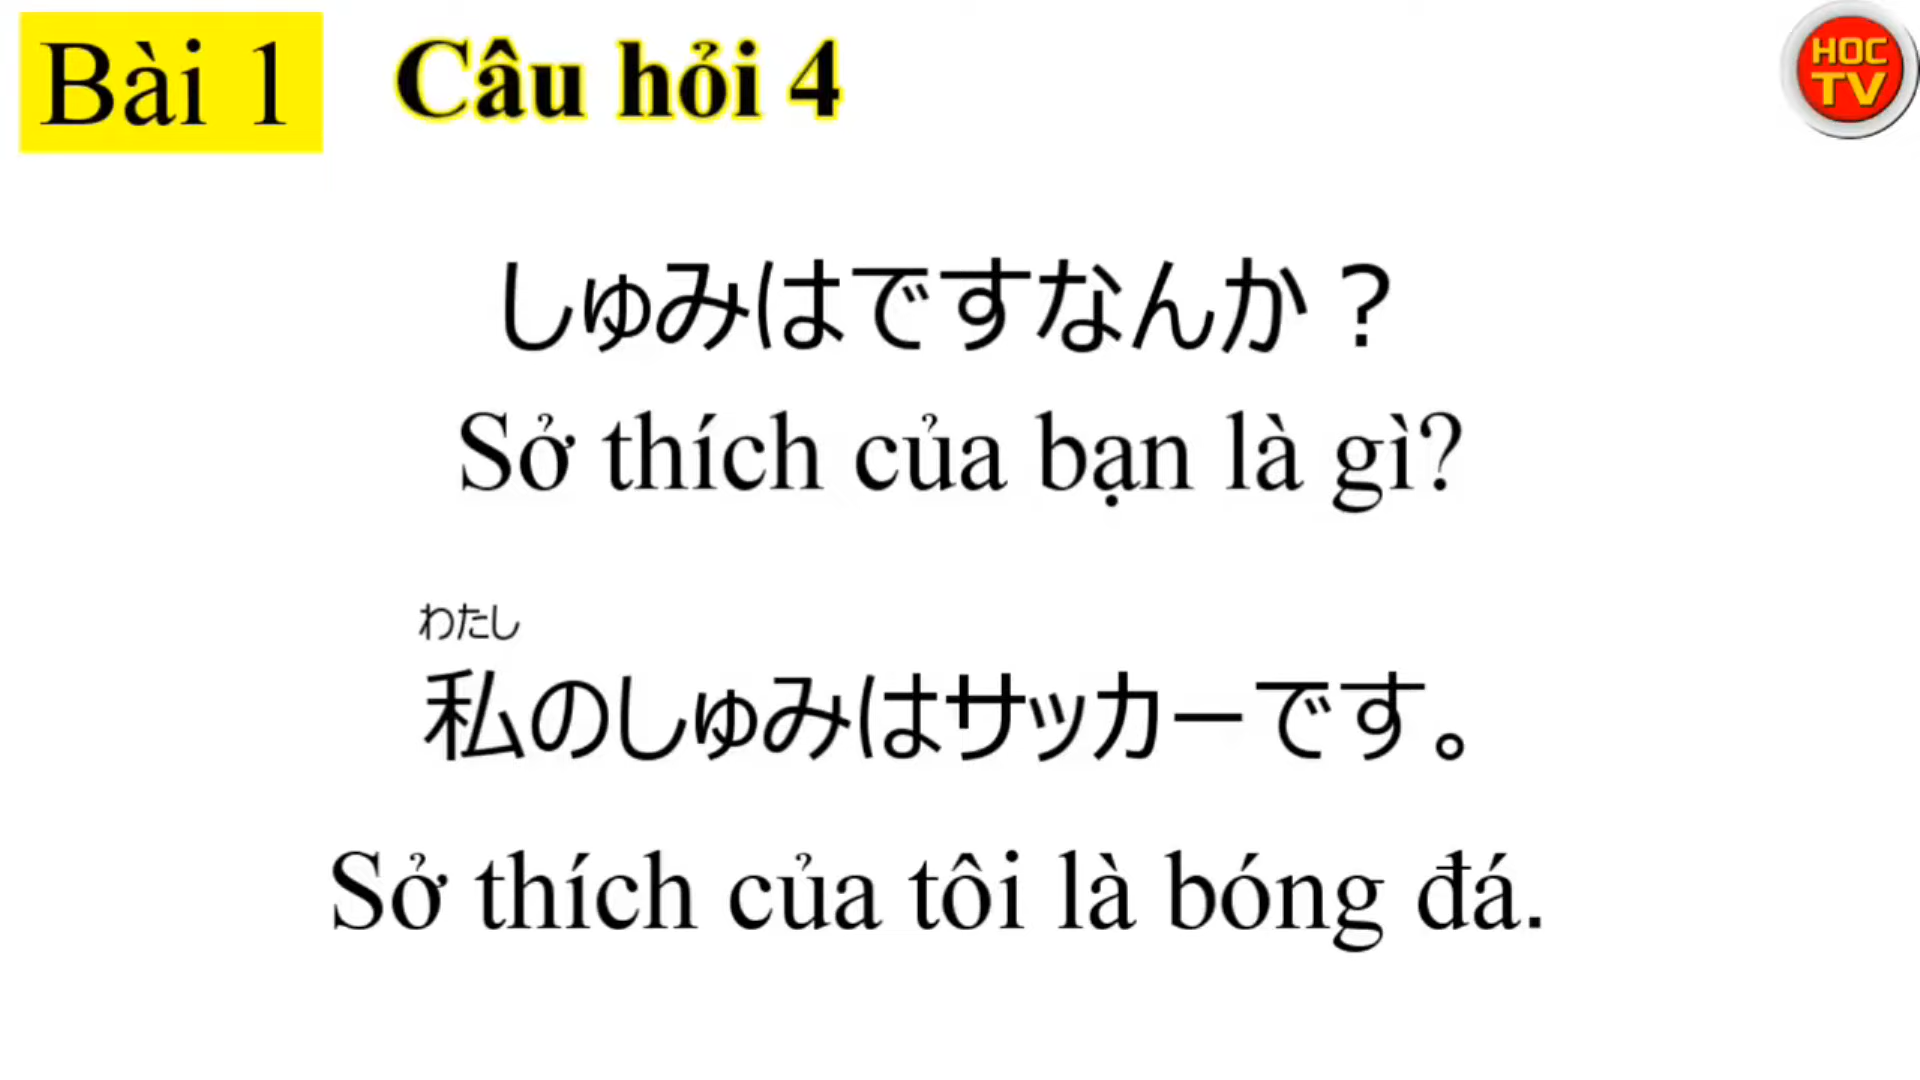 Bài 1
Câu hỏi 4
HOC
TV
しゅみはですなんか？
Sở thích của bạn là gì?
わたし
私のしゅみはサッカーです。
Sở thích của tôi là bóng đá.